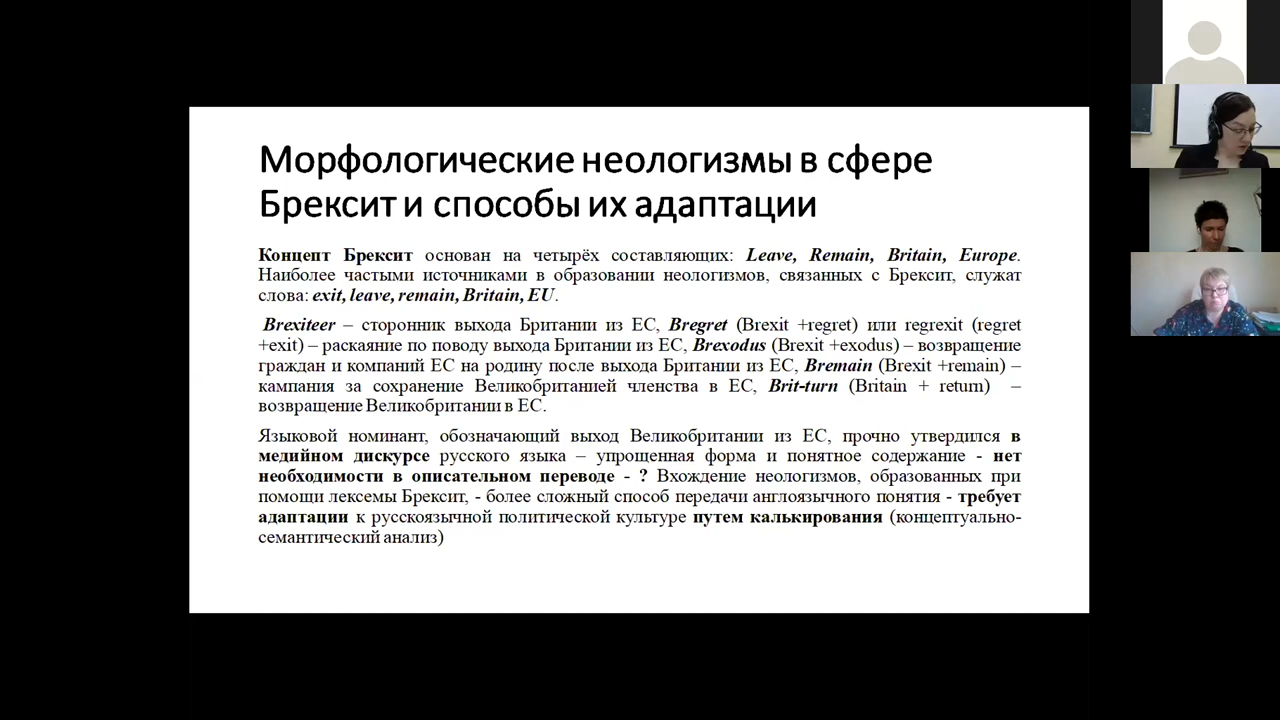 Морфологические неологизмы в сфере
Брексит и способы их адаптации
Концепт Брексит основан на четырёх составляющих: Leave, Remain, Britain, Europe.
Наиболее частыми источниками в образовании неологизмов, связанных с Брексит, служат
слова: exit, leave, remain, Britain, EU.
Brexiteer – сторонник выхода Британии из ЕС, Bregret (Brexit +regret) или regrexit (regret
+exit) – раскаяние по поводу выхода Британии из ЕС, Brexodus (Brexit +exodus) – возвращение
граждан и компаний ЕС на родину после выхода Британии из ЕС, Bremain (Brexit +remain) –
кампания за сохранение Великобританией членства в ЕС, Brit-turn (Britain + return) –
возвращение Великобритании в ЕС.
Языковой номинант, обозначающий выход Великобритании из ЕС, прочно утвердился в
медийном дискурсе русского языка – упрощенная форма и понятное содержание - нет
необходимости в описательном переводе - ? Вхождение неологизмов, образованных при
помощи лексемы Брексит, - более сложный способ передачи англоязычного понятия - требует
адаптации к русскоязычной политической культуре путем калькирования (концептуально-
семантический анализ)